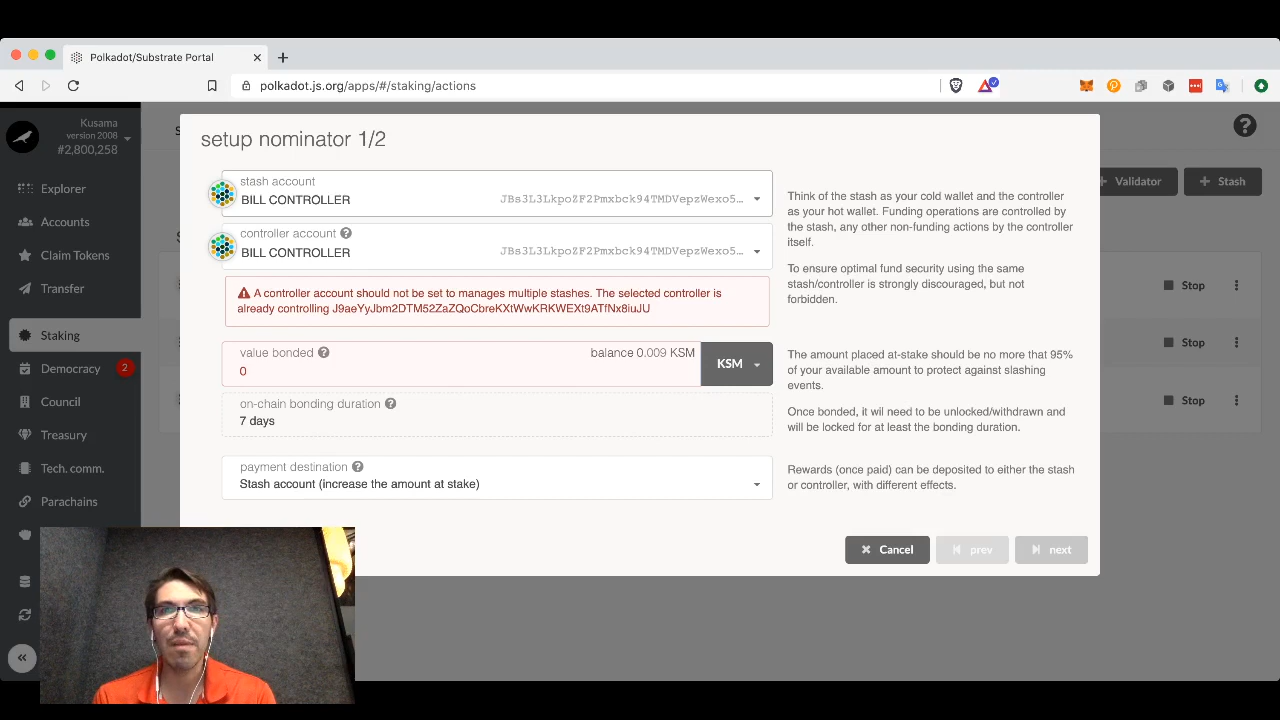 Polkadot/Substrate Portal
polkadot.js.org/apps/#/staking/actions
Kusama
version 2008
#2,800,258
Explorer
Accounts
Claim Tokens
Transfer
Staking
Democracy
2
Council
Treasury
Tech. comm.
Parachains
Validator
Stash
Stop
Stop
Stop
setup nominator 1/2
stash account
BILL CONTROLLER
JBs3L3LkpoZF2Pmxbck94TMDVepzWexo5…
controller account
BILL CONTROLLER
JBs3L3LkpoZF2Pmxbck94TMDVepzWexo5…
A controller account should not be set to manages multiple stashes. The selected controller is
already controlling J9aeYyJbm2DTM52ZaZQoCbreKXtWwKRKWEXt9ATfNx8iuJU
value bonded
balance 0.009 KSM
0
KSM
on-chain bonding duration
7 days
payment destination
Stash account (increase the amount at stake)
Think of the stash as your cold wallet and the controller
as your hot wallet. Funding operations are controlled by
the stash, any other non-funding actions by the controller
itself.
To ensure optimal fund security using the same
stash/controller is strongly discouraged, but not
forbidden.
The amount placed at-stake should be no more that 95%
of your available amount to protect against slashing
events.
Once bonded, it wil need to be unlocked/withdrawn and
will be locked for at least the bonding duration.
Rewards (once paid) can be deposited to either the stash
or controller, with different effects.
Cancel
prev
next